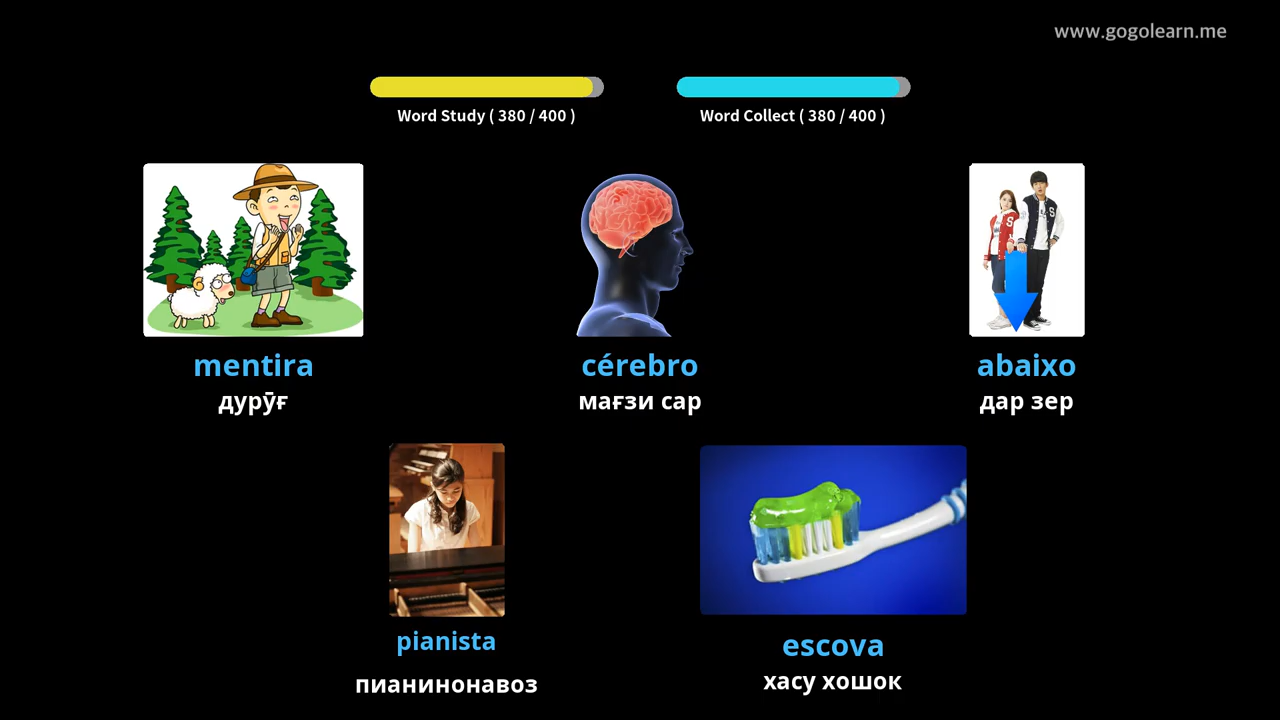 www.gogolearn.me
Word Study ( 380 / 400 )
Word Collect ( 380 / 400 )
mentira
дурӯғ
cérebro
мағзи сар
abaixo
дар зер
pianista
пианинонавоз
escova
хасу хошок